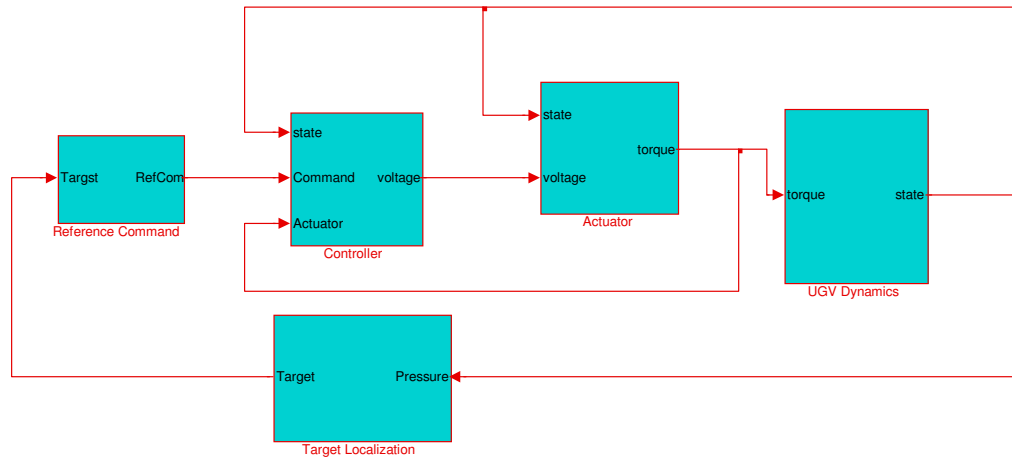 state
state
torque
Targst
RefCom
Command
voltage
voltage
torque
state
Actuator
Reference Command
Controller
Actuator
UGV Dynamics
Target
Pressure
Target Localization